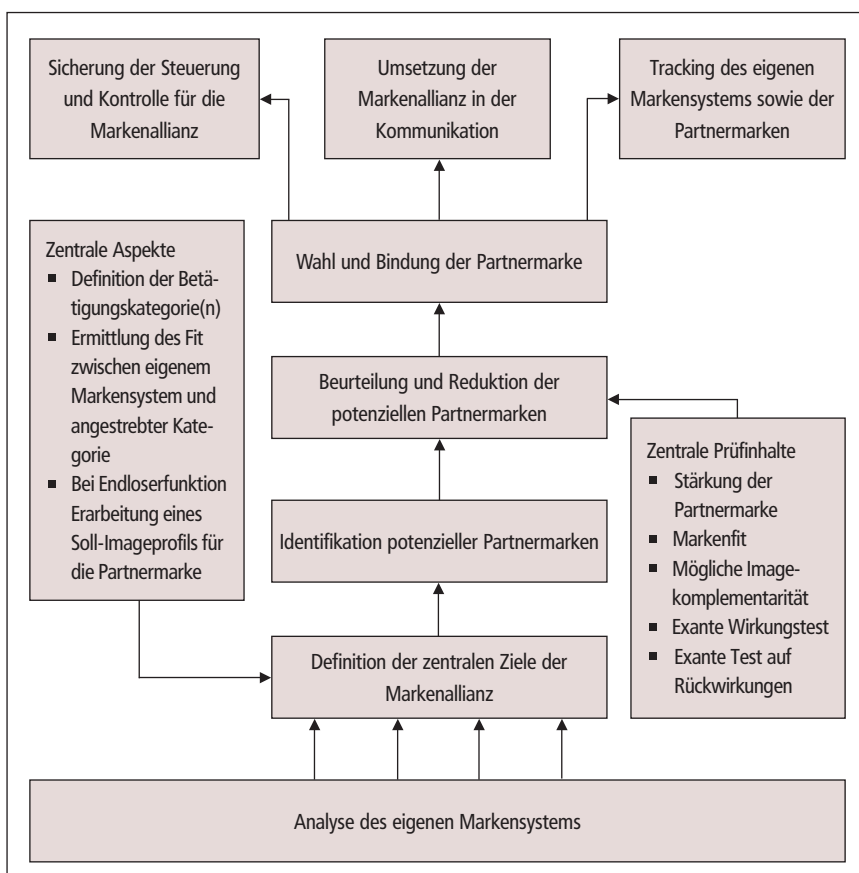 Sicherung der Steuerung
und Kontrolle für die
Markenallianz
Umsetzung der
Markenallianz in der
Kommunikation
Tracking des eigenen
Markensystems sowie der
Partnermarken
Wahl und Bindung der Partnermarke
Zentrale Aspekte
■ Definition der Betä-
tigungskategorie(n)
■ Ermittlung des Fit
zwischen eigenem
Markensystem und
angestrebter Kate-
gorie
■ Bei Endloserfunktion
Erarbeitung eines
Soll-Imageprofils für
die Partnermarke
Beurteilung und Reduktion der
potenziellen Partnermarken
Zentrale Prüfinhalte
■ Stärkung der
Partnermarke
■ Markenfit
■ Mögliche Image-
komplementarität
■ Exante Wirkungstest
■ Exante Test auf
Rückwirkungen
Identifikation potenzieller Partnermarken
Definition der zentralen Ziele der
Markenallianz
Analyse des eigenen Markensystems